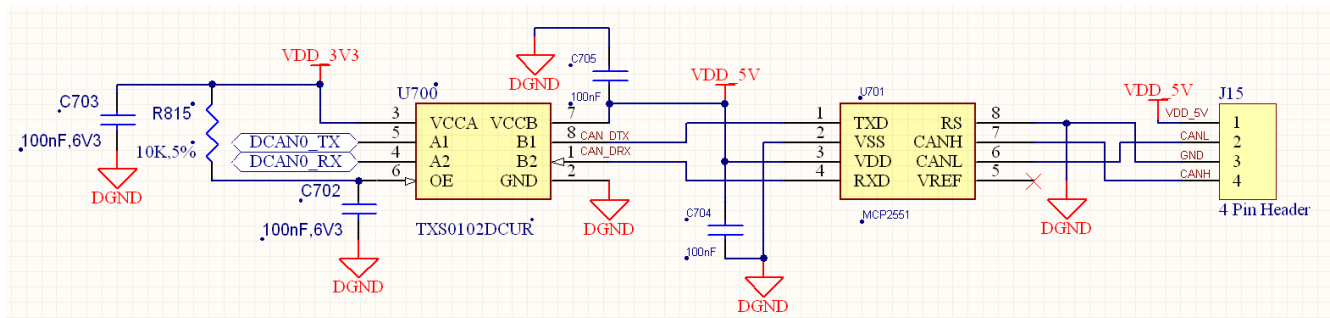 VDD_3V3
C703
100nF,6V3
DGND
R815
10K,5%
DCAN0_TX
DCAN0_RX
C702
100nF,6V3
DGND
U700
3 VCCA VCCB 7
5 A1 B1 8 CAN_DTX
4 A2 B2 1 CAN_DRX
6 OE GND 2
TXS0102DCUR
DGND
DGND
C705
100nF
VDD_5V
C704
100nF
DGND
U701
1 TXD RS 8
2 VSS CANH 7
3 VDD CANL 6
4 RXD VREF 5
MCP2551
DGND
VDD_5V
J15
VDD_5V 1
CANL 2
GND 3
CANH 4
4 Pin Header